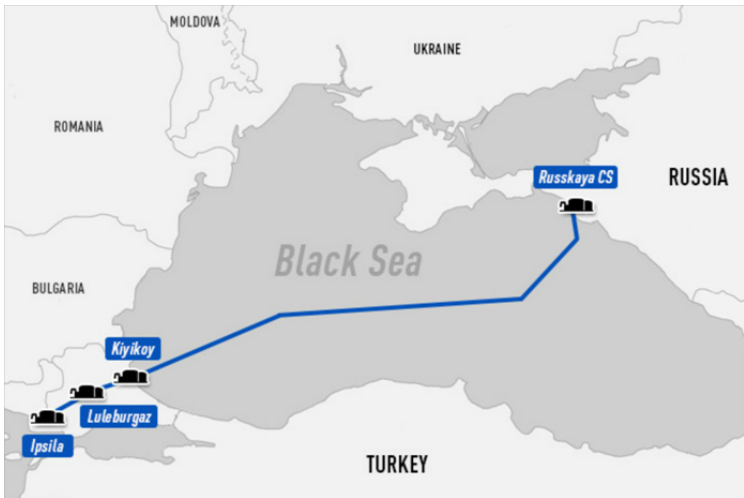 MOLDOVA
UKRAINE
ROMANIA
Russkaya CS
RUSSIA
Black Sea
BULGARIA
Kiyikoy
Luleburgaz
Ipsila
TURKEY